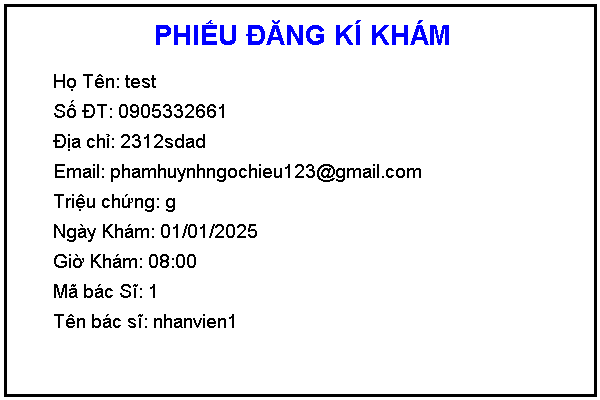 PHIẾU ĐĂNG KÍ KHÁM
Họ Tên: test
Số ĐT: 0905332661
Địa chỉ: 2312sdad
Email: phamhuynhngochieu123@gmail.com
Triệu chứng: g
Ngày Khám: 01/01/2025
Giờ Khám: 08:00
Mã bác Sĩ: 1
Tên bác sĩ: nhanvien1